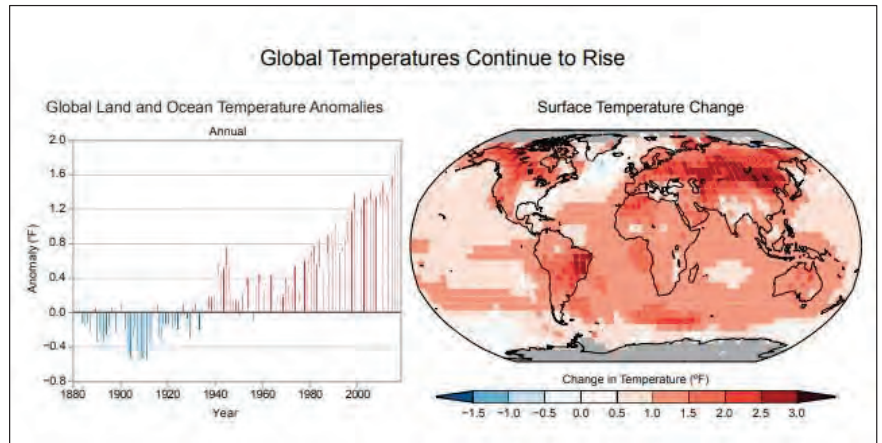 Global Temperatures Continue to Rise
Global Land and Ocean Temperature Anomalies
Annual
2.0
1.6
1.2
0.8
0.4
0.0
−0.4
−0.8
Anomaly (°F)
1880 1900 1920 1940 1960 1980 2000
Year
Surface Temperature Change
Change in Temperature (°F)
−1.5 −1.0 −0.5 0.0 0.5 1.0 1.5 2.0 2.5 3.0